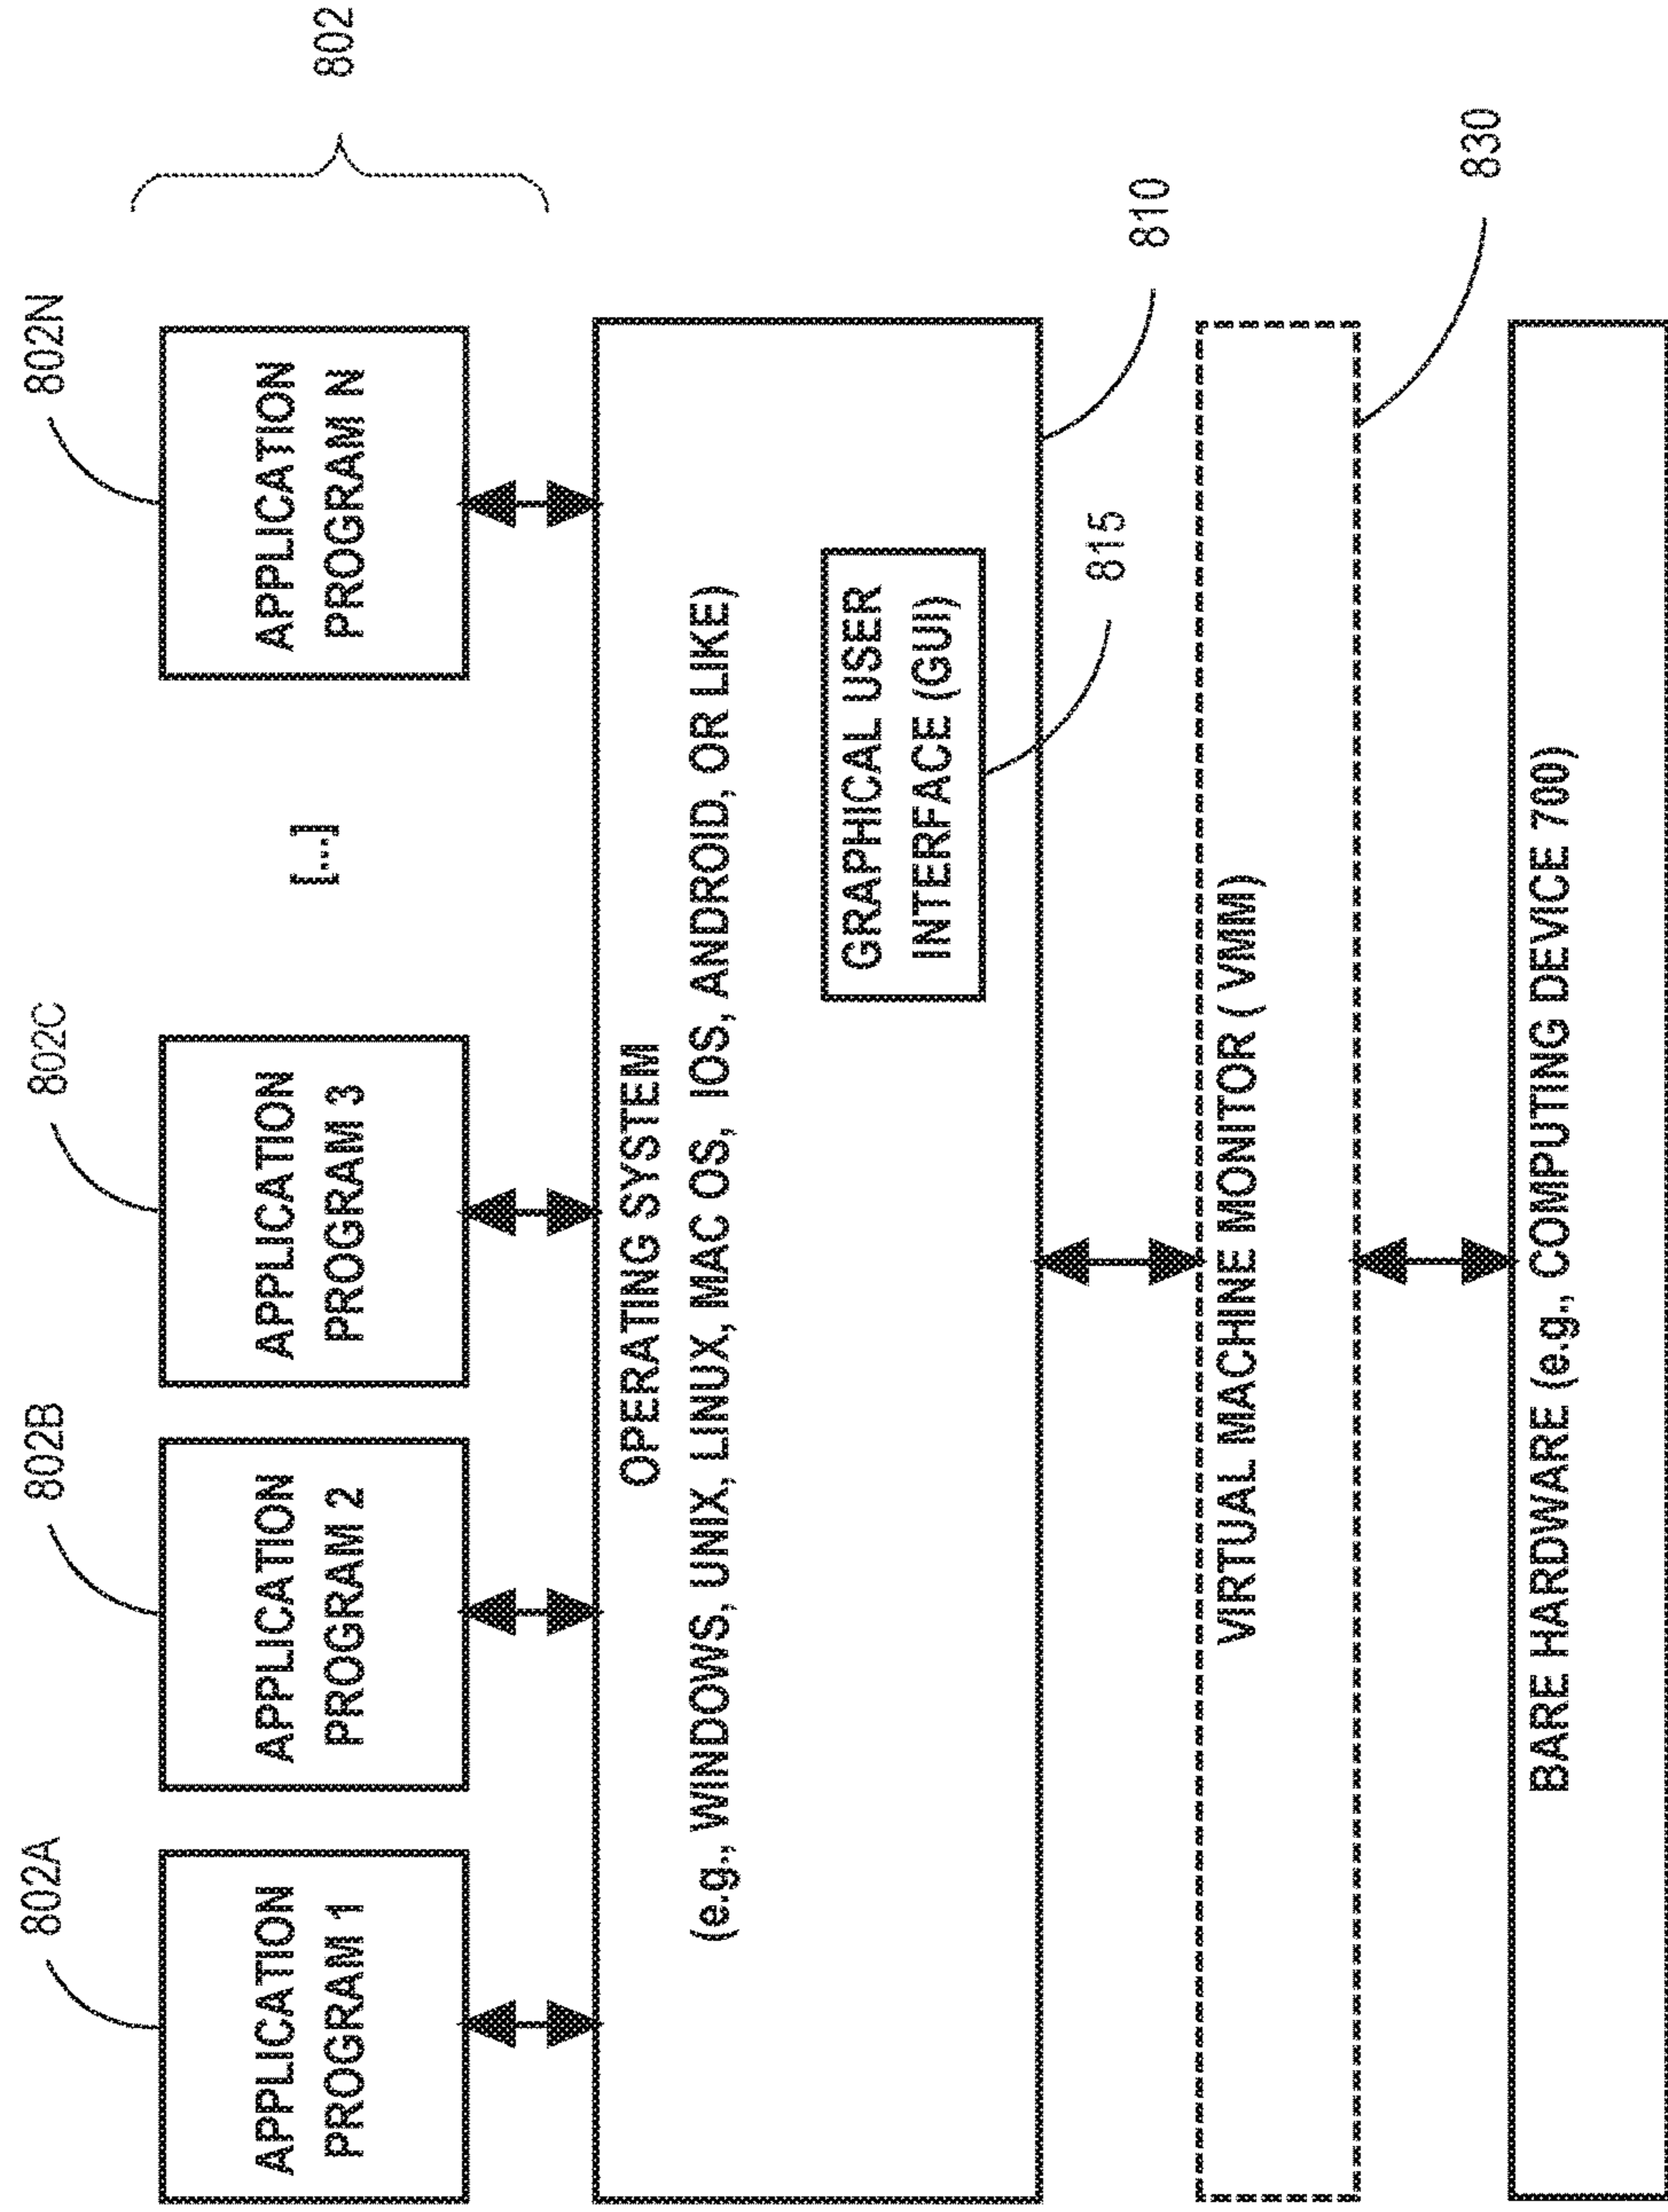 802A
802B
802C
802N
802
APPLICATION
PROGRAM 1
APPLICATION
PROGRAM 2
APPLICATION
PROGRAM 3
[...]
APPLICATION
PROGRAM N
OPERATING SYSTEM
(e.g., WINDOWS, UNIX, LINUX, MAC OS, IOS, ANDROID, OR LIKE)
GRAPHICAL USER
INTERFACE (GUI)
815
810
VIRTUAL MACHINE MONITOR ( VMM)
830
BARE HARDWARE (e.g., COMPUTING DEVICE 700)